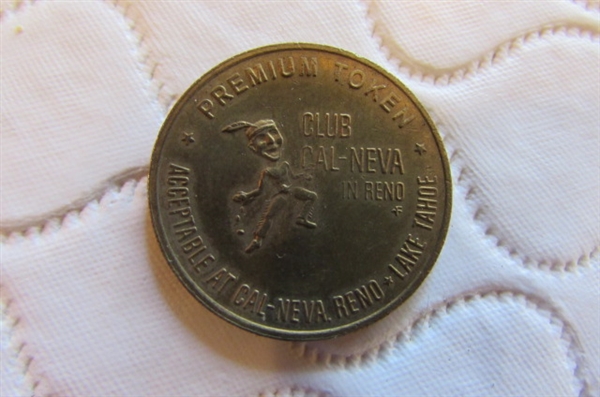 PREMIUM TOKEN
CLUB
CAL-NEVA
IN RENO
ACCEPTABLE AT CAL-NEVA, RENO - LAKE TAHOE